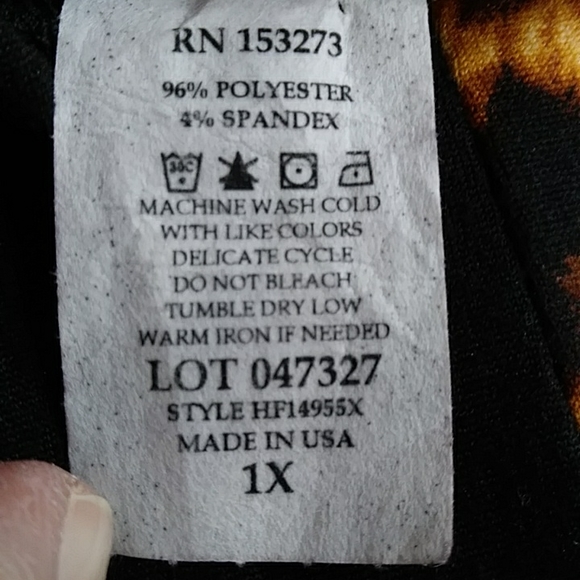 RN 153273
96% POLYESTER
4% SPANDEX
30C
MACHINE WASH COLD
WITH LIKE COLORS
DELICATE CYCLE
DO NOT BLEACH
TUMBLE DRY LOW
WARM IRON IF NEEDED
LOT 047327
STYLE HF14955X
MADE IN USA
1X